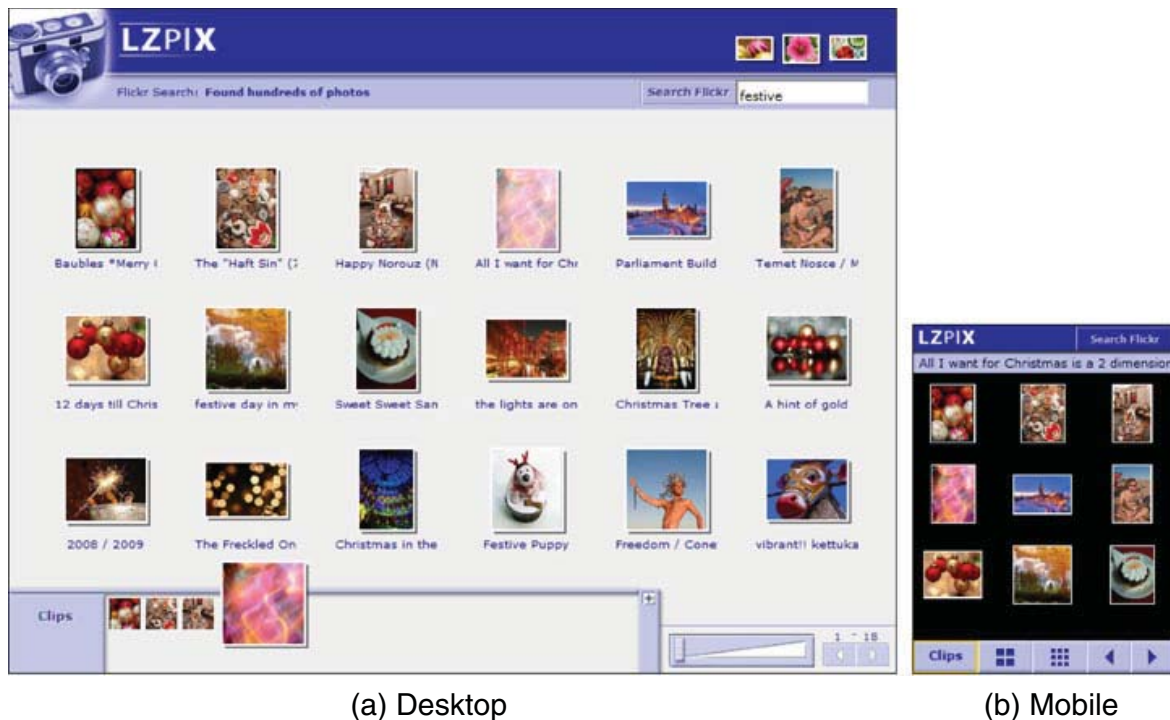 LZPIX
Flickr Search: Found hundreds of photos
Search Flickr
festive
Baubles *Merry (
The "Haft Sin" (2
Happy Norouz (N
All I want for Chr
Parliament Build
Temet Nosce / M
12 days till Chris
festive day in my
Sweet Sweet San
the lights are on
Christmas Tree a
A hint of gold
2008 / 2009
The Freckled On
Christmas in the
Festive Puppy
Freedom / Cone
vibrant!! kettuka
Clips
1 - 18
LZPIX
Search Flickr
All I want for Christmas is a 2 dimension
Clips
(a) Desktop
(b) Mobile